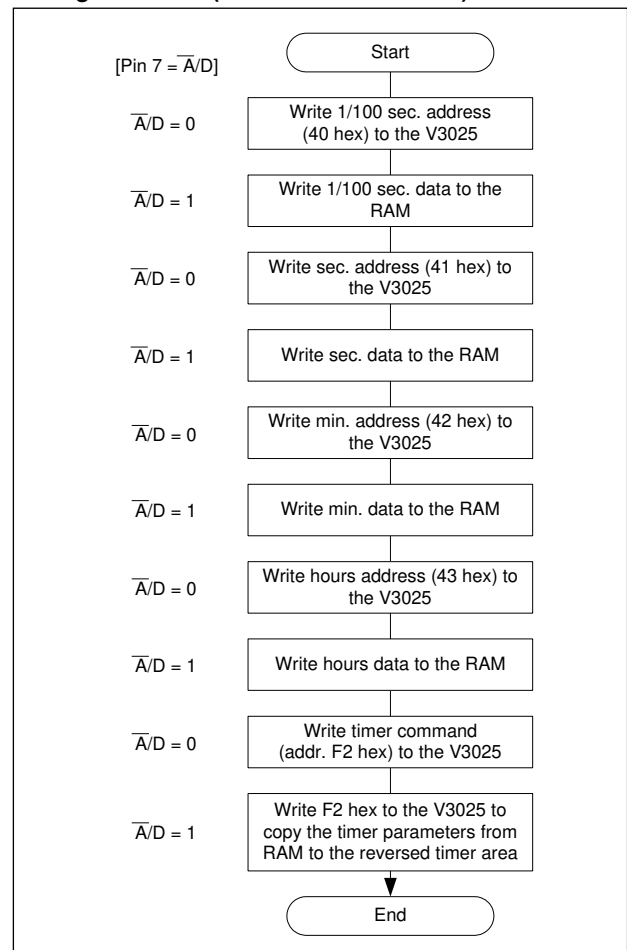 Start
[Pin 7 = A̅/D]
A̅/D = 0
Write 1/100 sec. address
(40 hex) to the V3025
A̅/D = 1
Write 1/100 sec. data to the
RAM
A̅/D = 0
Write sec. address (41 hex) to
the V3025
A̅/D = 1
Write sec. data to the RAM
A̅/D = 0
Write min. address (42 hex) to
the V3025
A̅/D = 1
Write min. data to the RAM
A̅/D = 0
Write hours address (43 hex) to
the V3025
A̅/D = 1
Write hours data to the RAM
A̅/D = 0
Write timer command
(addr. F2 hex) to the V3025
A̅/D = 1
Write F2 hex to the V3025 to
copy the timer parameters from
RAM to the reversed timer area
End